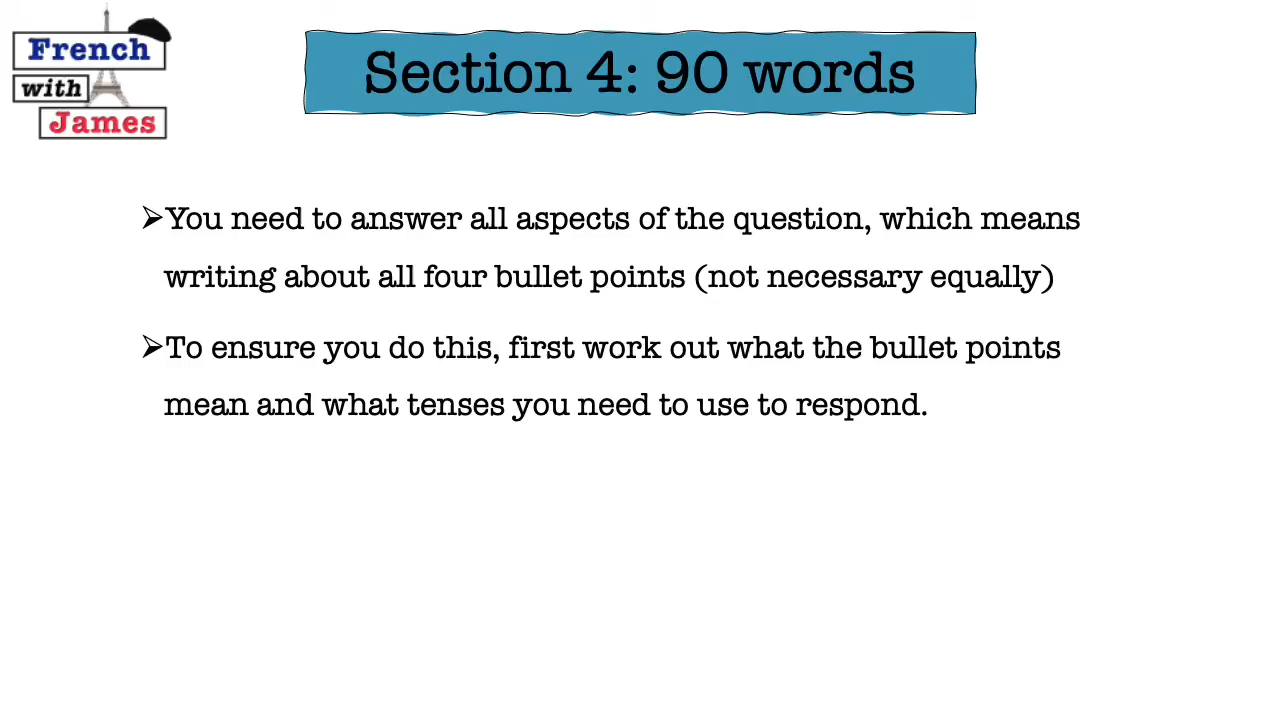 French
with
James
Section 4: 90 words
➢You need to answer all aspects of the question, which means
writing about all four bullet points (not necessary equally)
➢To ensure you do this, first work out what the bullet points
mean and what tenses you need to use to respond.